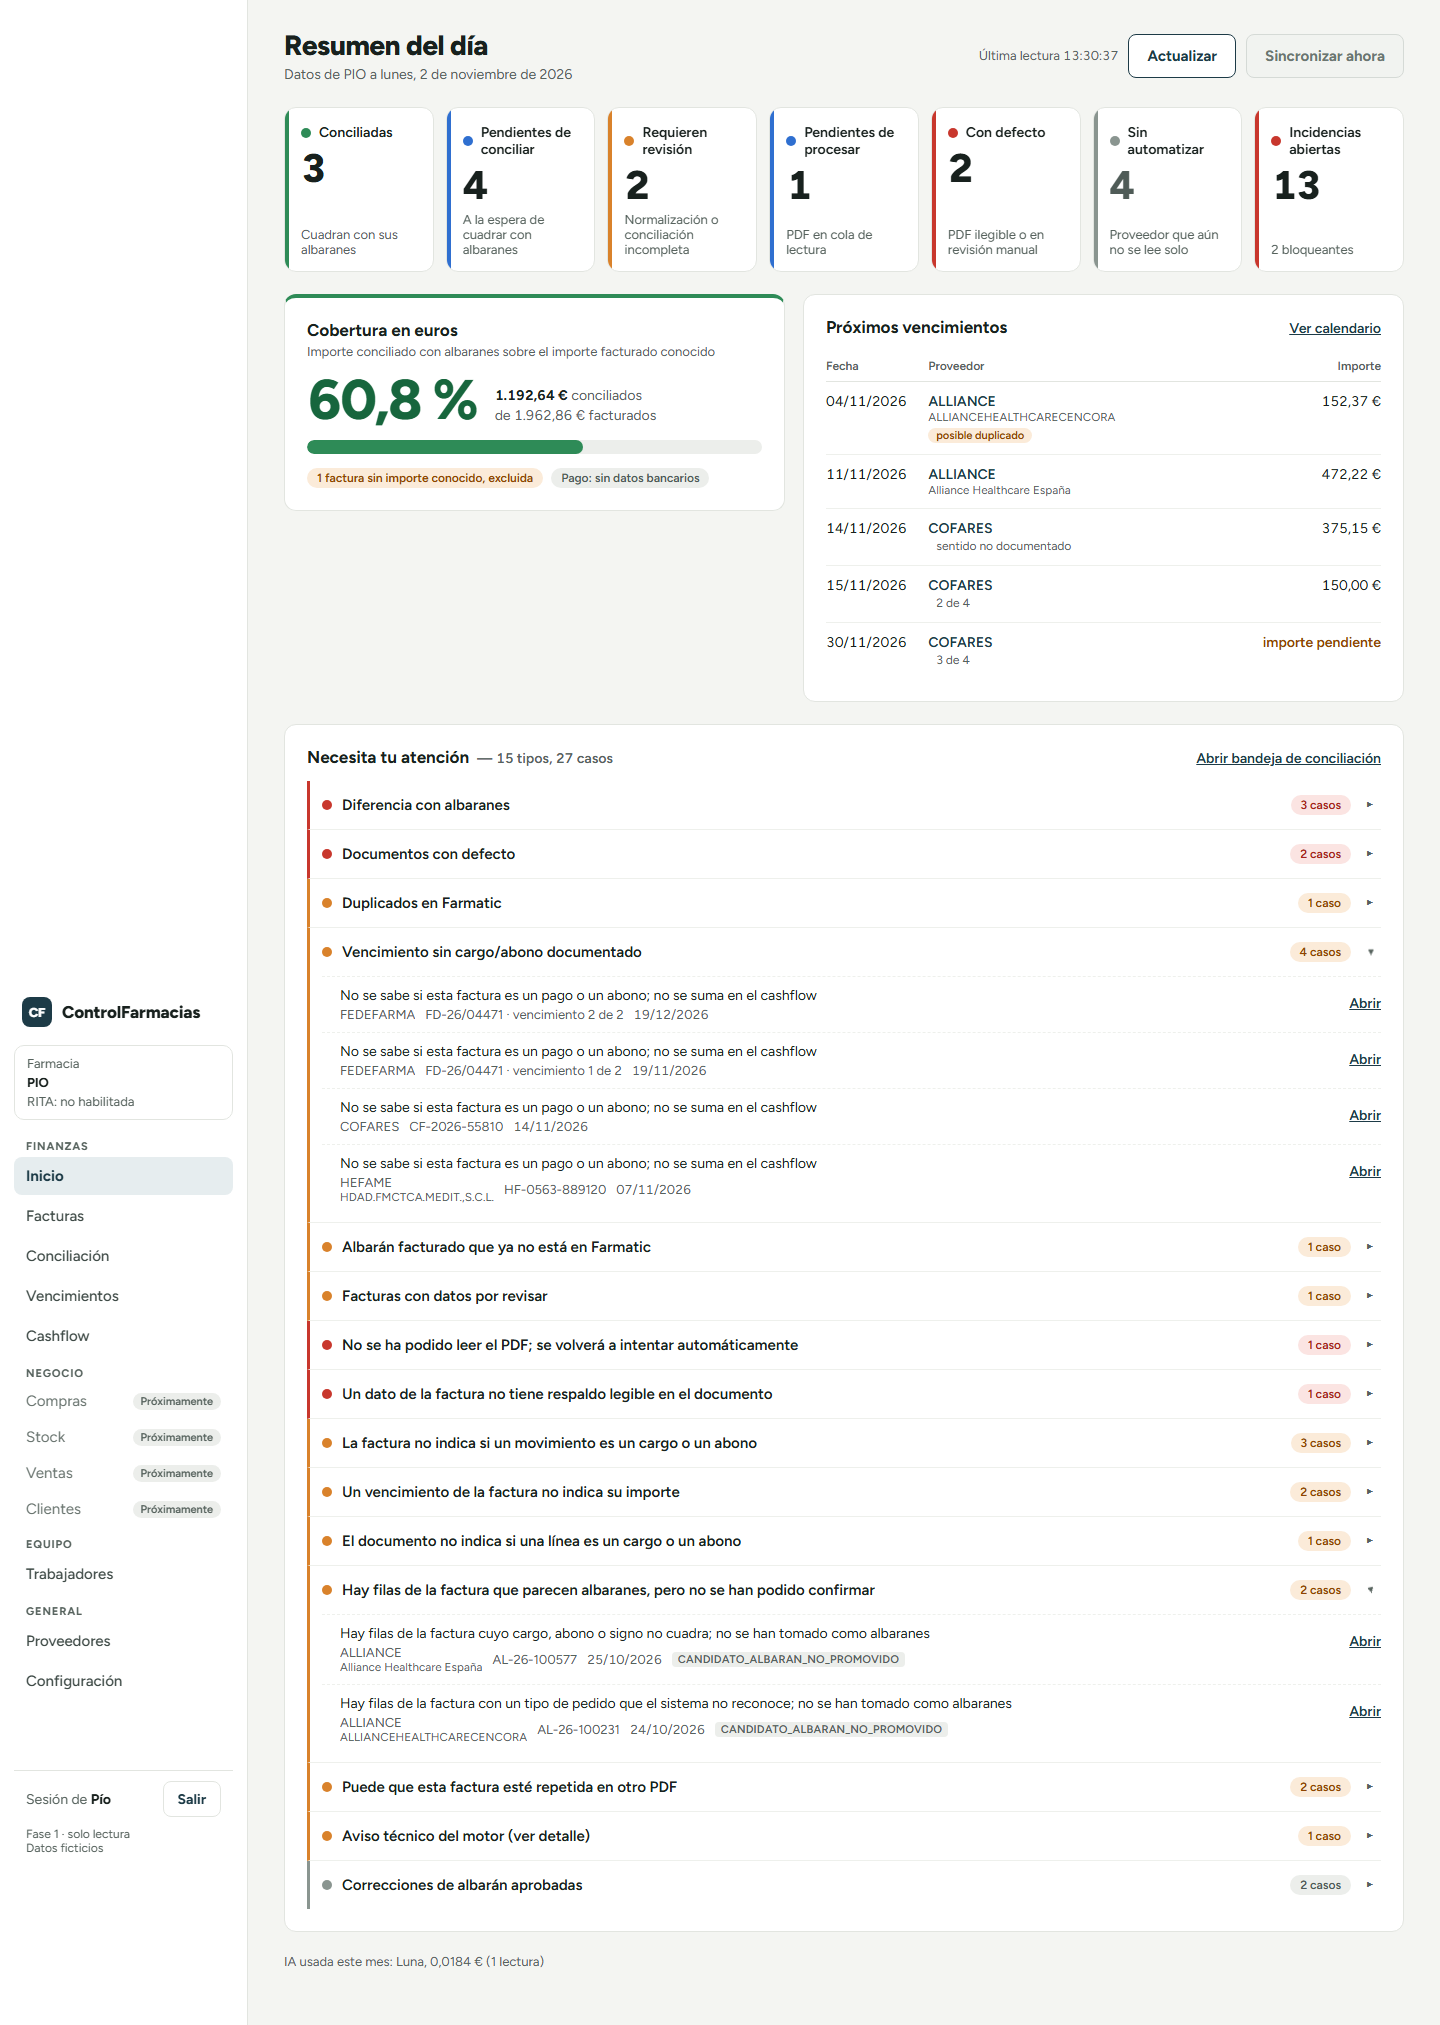 CF ControlFarmacias
Farmacia
PIO
RITA: no habilitada
FINANZAS
Inicio
Facturas
Conciliación
Vencimientos
Cashflow
NEGOCIO
Compras Próximamente
Stock Próximamente
Ventas Próximamente
Clientes Próximamente
EQUIPO
Trabajadores
GENERAL
Proveedores
Configuración
Sesión de Pío Salir
Fase 1 · solo lectura
Datos ficticios
Resumen del día
Datos de PIO a lunes, 2 de noviembre de 2026
Última lectura 13:30:37 Actualizar Sincronizar ahora
Conciliadas
3
Cuadran con sus
albaranes
Pendientes de
conciliar
4
A la espera de
cuadrar con
albaranes
Requieren
revisión
2
Normalización o
conciliación
incompleta
Pendientes de
procesar
1
PDF en cola de
lectura
Con defecto
2
PDF ilegible o en
revisión manual
Sin
automatizar
4
Proveedor que aún
no se lee solo
Incidencias
abiertas
13
2 bloqueantes
Cobertura en euros
Importe conciliado con albaranes sobre el importe facturado conocido
60,8 %
1.192,64 € conciliados
de 1.962,86 € facturados
1 factura sin importe conocido, excluida Pago: sin datos bancarios
Próximos vencimientos Ver calendario
Fecha Proveedor Importe
04/11/2026 ALLIANCE 152,37 €
ALLIANCEHEALTHCARECENCORA
posible duplicado
11/11/2026 ALLIANCE 472,22 €
Alliance Healthcare España
14/11/2026 COFARES 375,15 €
sentido no documentado
15/11/2026 COFARES 150,00 €
2 de 4
30/11/2026 COFARES importe pendiente
3 de 4
Necesita tu atención — 15 tipos, 27 casos Abrir bandeja de conciliación
Diferencia con albaranes 3 casos
Documentos con defecto 2 casos
Duplicados en Farmatic 1 caso
Vencimiento sin cargo/abono documentado 4 casos
No se sabe si esta factura es un pago o un abono; no se suma en el cashflow Abrir
FEDEFARMA FD-26/04471 · vencimiento 2 de 2 19/12/2026
No se sabe si esta factura es un pago o un abono; no se suma en el cashflow Abrir
FEDEFARMA FD-26/04471 · vencimiento 1 de 2 19/11/2026
No se sabe si esta factura es un pago o un abono; no se suma en el cashflow Abrir
COFARES CF-2026-55810 14/11/2026
No se sabe si esta factura es un pago o un abono; no se suma en el cashflow Abrir
HEFAME
HDAD.FMCTCA.MEDIT.,S.C.L. HF-0563-889120 07/11/2026
Albarán facturado que ya no está en Farmatic 1 caso
Facturas con datos por revisar 1 caso
No se ha podido leer el PDF; se volverá a intentar automáticamente 1 caso
Un dato de la factura no tiene respaldo legible en el documento 1 caso
La factura no indica si un movimiento es un cargo o un abono 3 casos
Un vencimiento de la factura no indica su importe 2 casos
El documento no indica si una línea es un cargo o un abono 1 caso
Hay filas de la factura que parecen albaranes, pero no se han podido confirmar 2 casos
Hay filas de la factura cuyo cargo, abono o signo no cuadra; no se han tomado como albaranes Abrir
ALLIANCE
Alliance Healthcare España AL-26-100577 25/10/2026 CANDIDATO_ALBARAN_NO_PROMOVIDO
Hay filas de la factura con un tipo de pedido que el sistema no reconoce; no se han tomado como albaranes Abrir
ALLIANCE
ALLIANCEHEALTHCARECENCORA AL-26-100231 24/10/2026 CANDIDATO_ALBARAN_NO_PROMOVIDO
Puede que esta factura esté repetida en otro PDF 2 casos
Aviso técnico del motor (ver detalle) 1 caso
Correcciones de albarán aprobadas 2 casos
IA usada este mes: Luna, 0,0184 € (1 lectura)